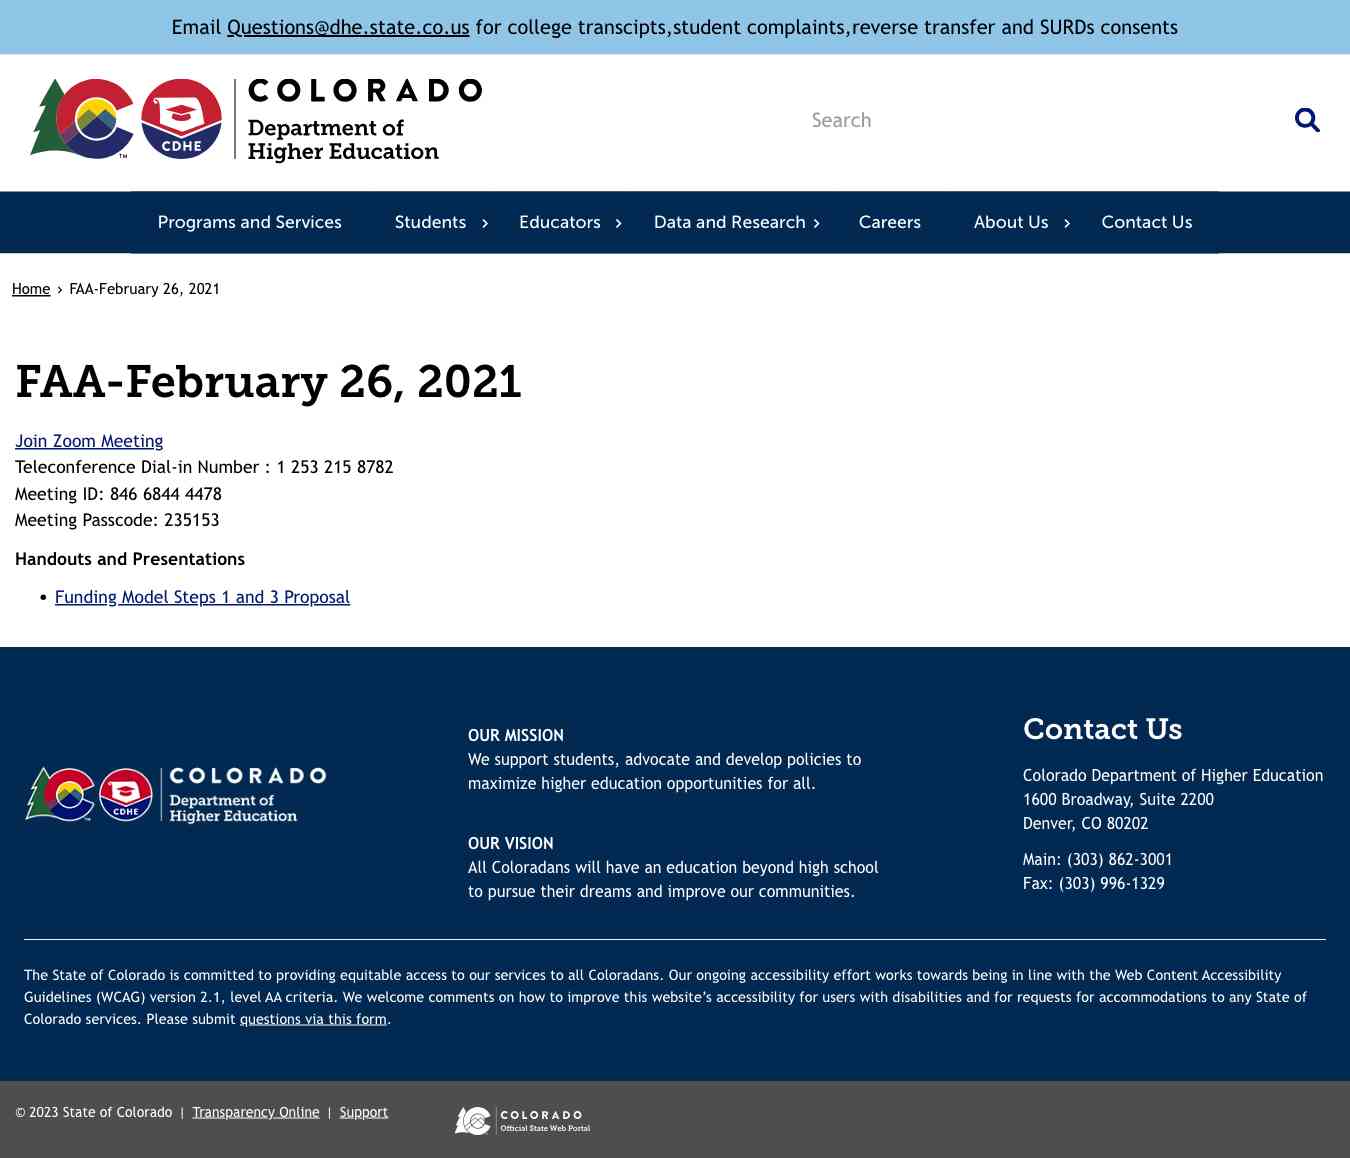 Email Questions@dhe.state.co.us for college transcipts,student complaints,reverse transfer and SURDs consents
CDHE
TM
COLORADO
Department of
Higher Education
Search
Programs and Services Students Educators Data and Research Careers About Us Contact Us
Home › FAA-February 26, 2021
FAA-February 26, 2021
Join Zoom Meeting
Teleconference Dial-in Number : 1 253 215 8782
Meeting ID: 846 6844 4478
Meeting Passcode: 235153
Handouts and Presentations
• Funding Model Steps 1 and 3 Proposal
CDHE
TM
COLORADO
Department of
Higher Education
OUR MISSION
We support students, advocate and develop policies to
maximize higher education opportunities for all.
OUR VISION
All Coloradans will have an education beyond high school
to pursue their dreams and improve our communities.
Contact Us
Colorado Department of Higher Education
1600 Broadway, Suite 2200
Denver, CO 80202
Main: (303) 862-3001
Fax: (303) 996-1329
The State of Colorado is committed to providing equitable access to our services to all Coloradans. Our ongoing accessibility effort works towards being in line with the Web Content Accessibility
Guidelines (WCAG) version 2.1, level AA criteria. We welcome comments on how to improve this website’s accessibility for users with disabilities and for requests for accommodations to any State of
Colorado services. Please submit questions via this form.
© 2023 State of Colorado | Transparency Online | Support
COLORADO
Official State Web Portal